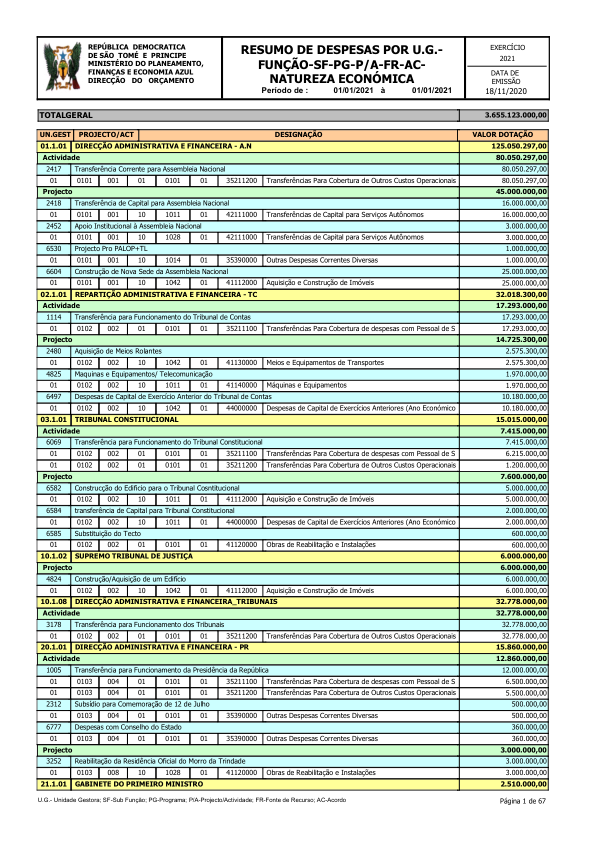 REPÚBLICA DEMOCRATICA
DE SÃO TOMÉ E PRINCIPE
MINISTÉRIO DO PLANEAMENTO,
FINANÇAS E ECONOMIA AZUL
DIRECÇÃO DO ORÇAMENTO
RESUMO DE DESPESAS POR U.G.-
FUNÇÃO-SF-PG-P/A-FR-AC-
NATUREZA ECONÓMICA
Período de : 01/01/2021 à 01/01/2021
EXERCÍCIO
2021
DATA DE
EMISSÃO
18/11/2020
TOTALGERAL 3.655.123.000,00
UN.GEST PROJECTO/ACT DESIGNAÇÃO VALOR DOTAÇÃO
01.1.01 DIRECÇÃO ADMINISTRATIVA E FINANCEIRA - A.N 125.050.297,00
Actividade 80.050.297,00
2417 Transferência Corrente para Assembleia Nacional 80.050.297,00
01 0101 001 01 0101 01 35211200 Transferências Para Cobertura de Outros Custos Operacionais 80.050.297,00
Projecto 45.000.000,00
2418 Transferência de Capital para Assembleia Nacional 16.000.000,00
01 0101 001 10 1011 01 42111000 Transferências de Capital para Serviços Autônomos 16.000.000,00
2452 Apoio Institucional à Assembleia Nacional 3.000.000,00
01 0101 001 10 1028 01 42111000 Transferências de Capital para Serviços Autônomos 3.000.000,00
6530 Projecto Pro PALOP+TL 1.000.000,00
01 0101 001 10 1014 01 35390000 Outras Despesas Correntes Diversas 1.000.000,00
6604 Construção de Nova Sede da Assembleia Nacional 25.000.000,00
01 0101 001 10 1042 01 41112000 Aquisição e Construção de Imóveis 25.000.000,00
02.1.01 REPARTIÇÃO ADMINISTRATIVA E FINANCEIRA - TC 32.018.300,00
Actividade 17.293.000,00
1114 Transferência para Funcionamento do Tribunal de Contas 17.293.000,00
01 0102 002 01 0101 01 35211100 Transferências Para Cobertura de despesas com Pessoal de S 17.293.000,00
Projecto 14.725.300,00
2480 Aquisição de Meios Rolantes 2.575.300,00
01 0102 002 10 1042 01 41130000 Meios e Equipamentos de Transportes 2.575.300,00
4825 Maquinas e Equipamentos/ Telecomunicação 1.970.000,00
01 0102 002 10 1011 01 41140000 Máquinas e Equipamentos 1.970.000,00
6497 Despesas de Capital de Exercício Anterior do Tribunal de Contas 10.180.000,00
01 0102 002 10 1042 01 44000000 Despesas de Capital de Exercícios Anteriores (Ano Económico 10.180.000,00
03.1.01 TRIBUNAL CONSTITUCIONAL 15.015.000,00
Actividade 7.415.000,00
6069 Transferência para Funcionamento do Tribunal Constitucional 7.415.000,00
01 0102 002 01 0101 01 35211100 Transferências Para Cobertura de despesas com Pessoal de S 6.215.000,00
01 0102 002 01 0101 01 35211200 Transferências Para Cobertura de Outros Custos Operacionais 1.200.000,00
Projecto 7.600.000,00
6582 Construcção do Edificio para o Tribunal Cosntitucional 5.000.000,00
01 0102 002 10 1011 01 41112000 Aquisição e Construção de Imóveis 5.000.000,00
6584 transferência de Capital para Tribunal Constitucional 2.000.000,00
01 0102 002 10 1011 01 44000000 Despesas de Capital de Exercícios Anteriores (Ano Económico 2.000.000,00
6585 Substituição do Tecto 600.000,00
01 0102 002 10 1011 01 41120000 Obras de Reabilitação e Instalações 600.000,00
10.1.02 SUPREMO TRIBUNAL DE JUSTIÇA 6.000.000,00
Projecto 6.000.000,00
4824 Construção/Aquisição de um Edifício 6.000.000,00
01 0102 002 10 1042 01 41112000 Aquisição e Construção de Imóveis 6.000.000,00
10.1.08 DIRECÇÃO ADMINISTRATIVA E FINANCEIRA_TRIBUNAIS 32.778.000,00
Actividade 32.778.000,00
3178 Transferência para Funcionamento dos Tribunais 32.778.000,00
01 0102 002 01 0101 01 35211200 Transferências Para Cobertura de Outros Custos Operacionais 32.778.000,00
20.1.01 DIRECÇÃO ADMINISTRATIVA E FINANCEIRA - PR 15.860.000,00
Actividade 12.860.000,00
1005 Transferência para Funcionamento da Presidência da República 12.000.000,00
01 0103 004 01 0101 01 35211100 Transferências Para Cobertura de despesas com Pessoal de S 6.500.000,00
01 0103 004 01 0101 01 35211200 Transferências Para Cobertura de Outros Custos Operacionais 5.500.000,00
2312 Subsídio para Comemoração de 12 de Julho 500.000,00
01 0103 004 01 0101 01 35390000 Outras Despesas Correntes Diversas 500.000,00
6777 Despesas com Conselho do Estado 360.000,00
01 0103 004 01 0101 01 35390000 Outras Despesas Correntes Diversas 360.000,00
Projecto 3.000.000,00
3252 Reabilitação da Residência Oficial do Morro da Trindade 3.000.000,00
01 0103 008 10 1028 01 41120000 Obras de Reabilitação e Instalações 3.000.000,00
21.1.01 GABINETE DO PRIMEIRO MINISTRO 2.510.000,00
U.G.- Unidade Gestora; SF-Sub Função; PG-Programa; P/A-Projecto/Actividade; FR-Fonte de Recurso; AC-Acordo
Página 1 de 67